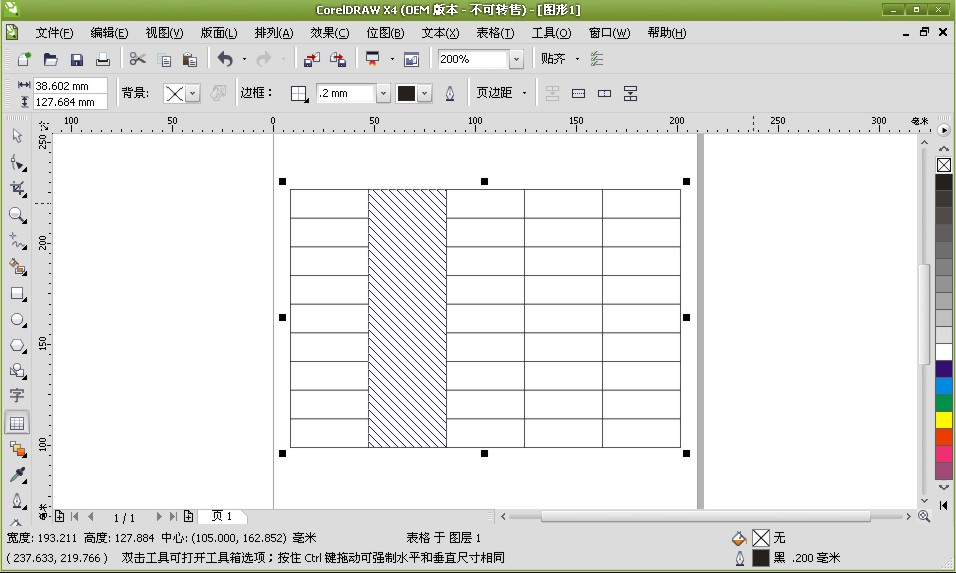 CorelDRAW X4 (OEM 版本 - 不可转售) - [图形1]
文件(F) 编辑(E) 视图(V) 版面(L) 排列(A) 效果(C) 位图(B) 文本(X) 表格(T) 工具(O) 窗口(W) 帮助(H)
200% 贴齐
38.602 mm
127.684 mm
背景: 边框: .2 mm 页边距
100 50 0 50 100 150 200 250 300 毫米
250
200
150
100
字
1 / 1 页 1
宽度: 193.211 高度: 127.884 中心: (105.000, 162.852) 毫米 表格 于 图层 1 无
( 237.633, 219.766 ) 双击工具可打开工具箱选项；按住 Ctrl 键拖动可强制水平和垂直尺寸相同 黑 .200 毫米